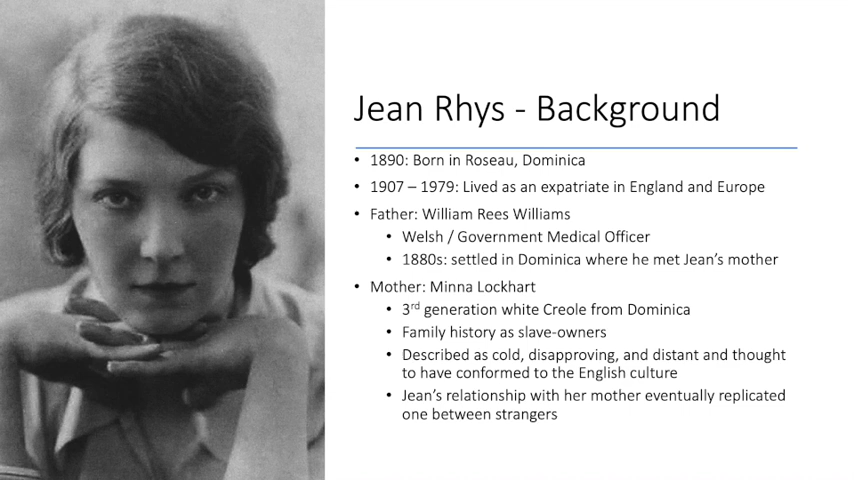 Jean Rhys - Background
• 1890: Born in Roseau, Dominica
• 1907 – 1979: Lived as an expatriate in England and Europe
• Father: William Rees Williams
• Welsh / Government Medical Officer
• 1880s: settled in Dominica where he met Jean’s mother
• Mother: Minna Lockhart
• 3rd generation white Creole from Dominica
• Family history as slave-owners
• Described as cold, disapproving, and distant and thought
to have conformed to the English culture
• Jean’s relationship with her mother eventually replicated
one between strangers